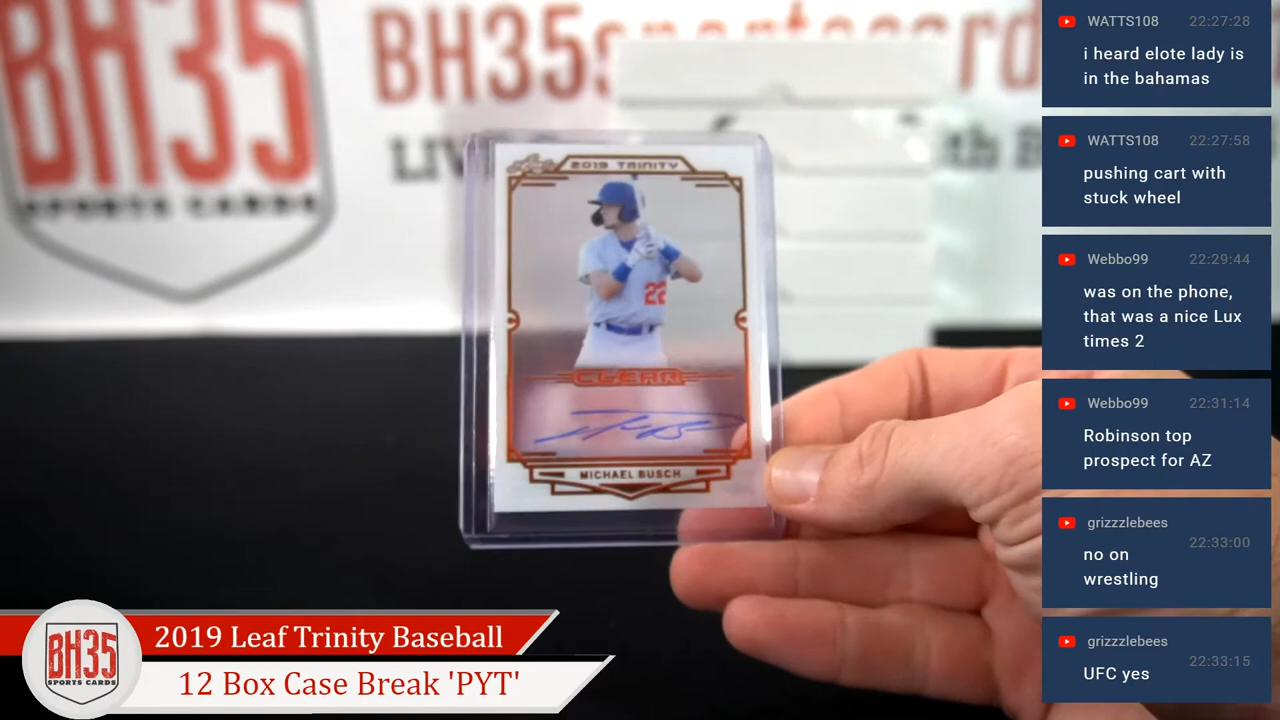 BH35
SPORTS CARDS
BH35sportscard
LIV
th B
Leaf
2019 TRINITY
22
CLEAR
MICHAEL BUSCH
BH35
SPORTS CARDS
2019 Leaf Trinity Baseball
12 Box Case Break 'PYT'
WATTS108 22:27:28
i heard elote lady is
in the bahamas
WATTS108 22:27:58
pushing cart with
stuck wheel
Webbo99 22:29:44
was on the phone,
that was a nice Lux
times 2
Webbo99 22:31:14
Robinson top
prospect for AZ
grizzzlebees 22:33:00
no on
wrestling
grizzzlebees 22:33:15
UFC yes